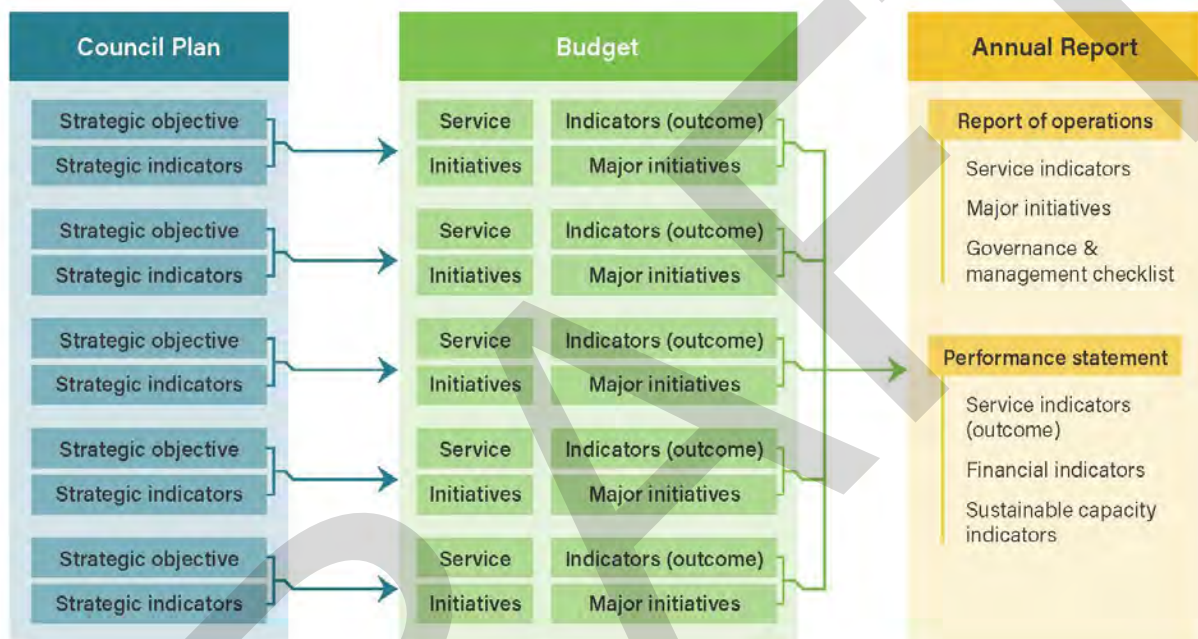 Council Plan
Strategic objective
Strategic indicators
Strategic objective
Strategic indicators
Strategic objective
Strategic indicators
Strategic objective
Strategic indicators
Strategic objective
Strategic indicators
Budget
Service
Indicators (outcome)
Initiatives
Major initiatives
Service
Indicators (outcome)
Initiatives
Major initiatives
Service
Indicators (outcome)
Initiatives
Major initiatives
Service
Indicators (outcome)
Initiatives
Major initiatives
Service
Indicators (outcome)
Initiatives
Major initiatives
Annual Report
Report of operations
Service indicators
Major initiatives
Governance &
management checklist
Performance statement
Service indicators
(outcome)
Financial indicators
Sustainable capacity
indicators